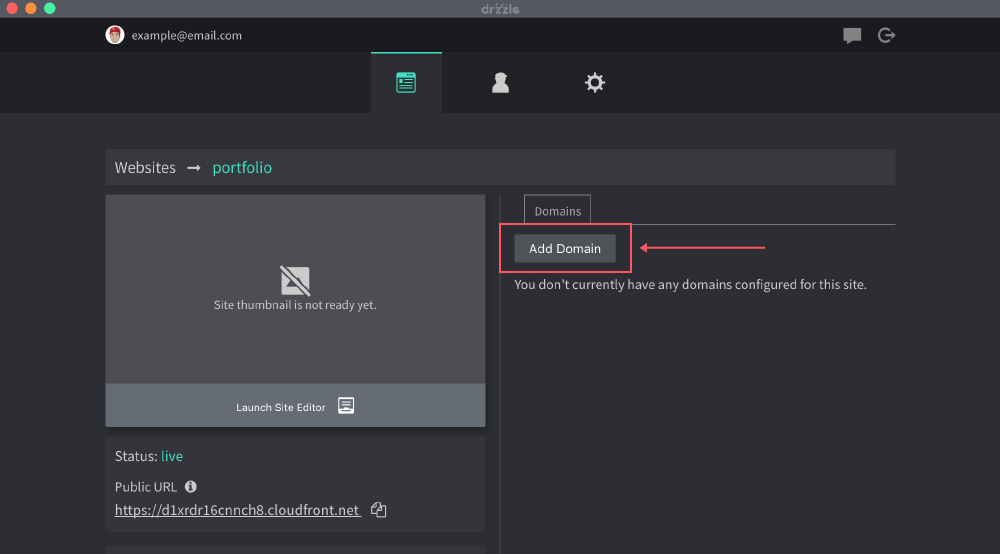 drzzle
example@email.com
Websites → portfolio
Site thumbnail is not ready yet.
Launch Site Editor
Status: live
Public URL
https://d1xrdr16cnnch8.cloudfront.net
Domains
Add Domain
You don't currently have any domains configured for this site.